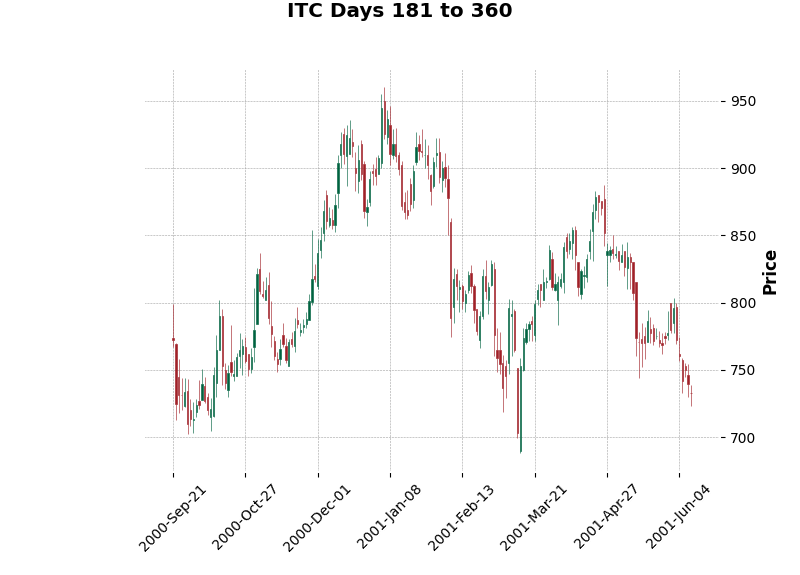 ITC Days 181 to 360
950
900
850
800
750
700
Price
2000-Sep-21
2000-Oct-27
2000-Dec-01
2001-Jan-08
2001-Feb-13
2001-Mar-21
2001-Apr-27
2001-Jun-04